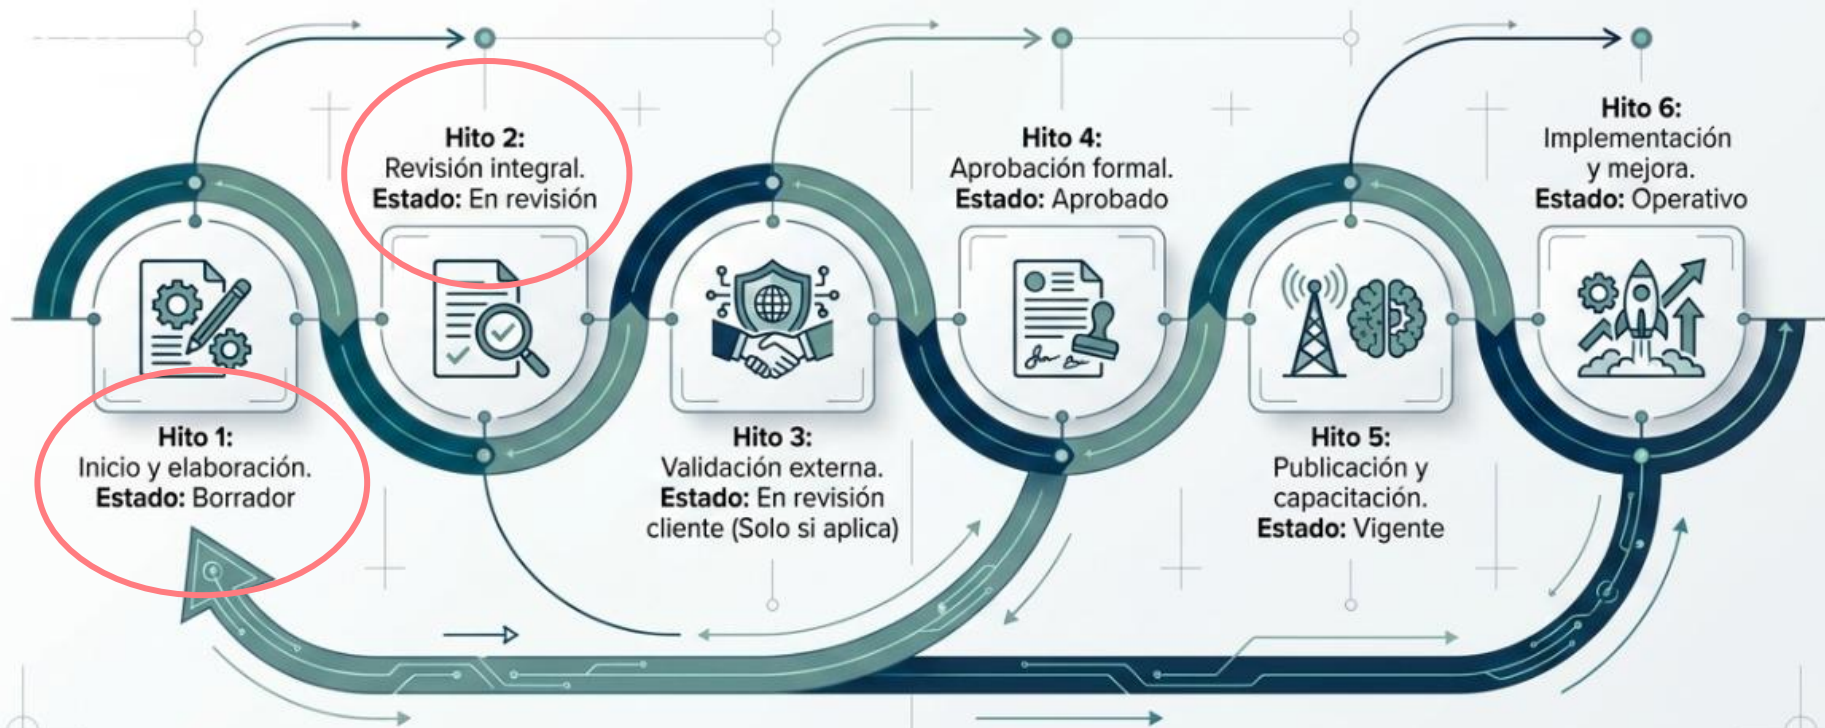 Hito 1:
Inicio y elaboración.
Estado: Borrador
Hito 2:
Revisión integral.
Estado: En revisión
Hito 3:
Validación externa.
Estado: En revisión
cliente (Solo si aplica)
Hito 4:
Aprobación formal.
Estado: Aprobado
Hito 5:
Publicación y
capacitación.
Estado: Vigente
Hito 6:
Implementación
y mejora.
Estado: Operativo